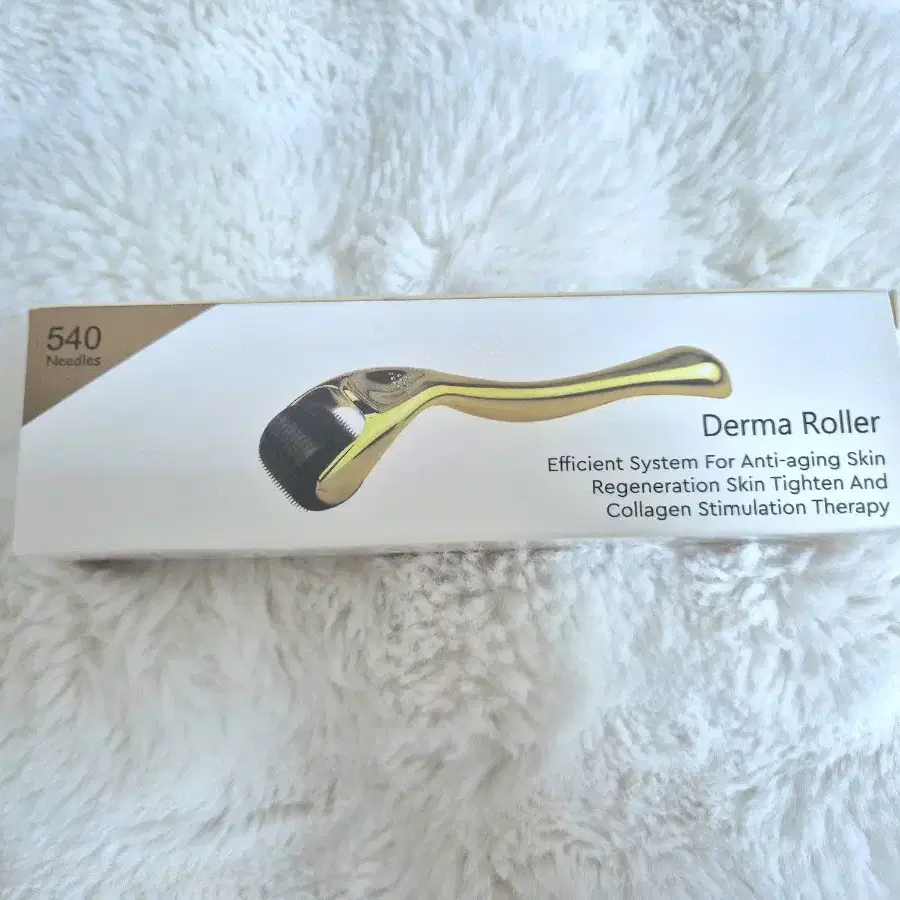 540
Needles
Derma Roller
Efficient System For Anti-aging Skin
Regeneration Skin Tighten And
Collagen Stimulation Therapy